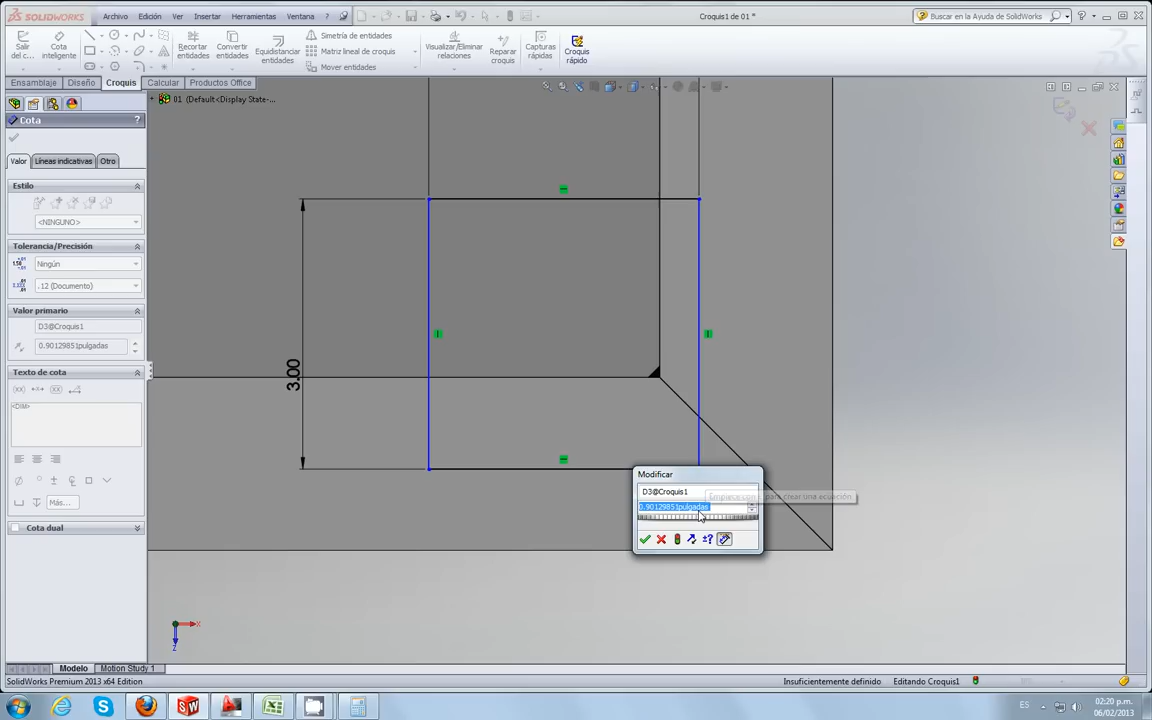 SOLIDWORKS
Archivo Edición Ver Insertar Herramientas Ventana ?
Croquis1 de 01 *
Buscar en la Ayuda de SolidWorks
Salir del c...
Cota inteligente
Recortar entidades
Convertir entidades
Equidistanciar entidades
Simetría de entidades
Matriz lineal de croquis
Mover entidades
Visualizar/Eliminar relaciones
Reparar croquis
Capturas rápidas
Croquis rápido
Ensamblaje Diseño Croquis Calcular Productos Office
01 (Default<Display State-...
Cota ?
Valor Líneas indicativas Otro
Estilo
<NINGUNO>
Tolerancia/Precisión
Ningún
.12 (Documento)
Valor primario
D3@Croquis1
0.90129851pulgadas
Texto de cota
<DIM>
Más...
Cota dual
3.00
Modificar
D3@Croquis1
Empiece con = para crear una ecuación
0.90129851pulgadas
X
Z
Modelo Motion Study 1
SolidWorks Premium 2013 x64 Edition
Insuficientemente definido Editando Croquis1
ES
02:20 p.m.
06/02/2013